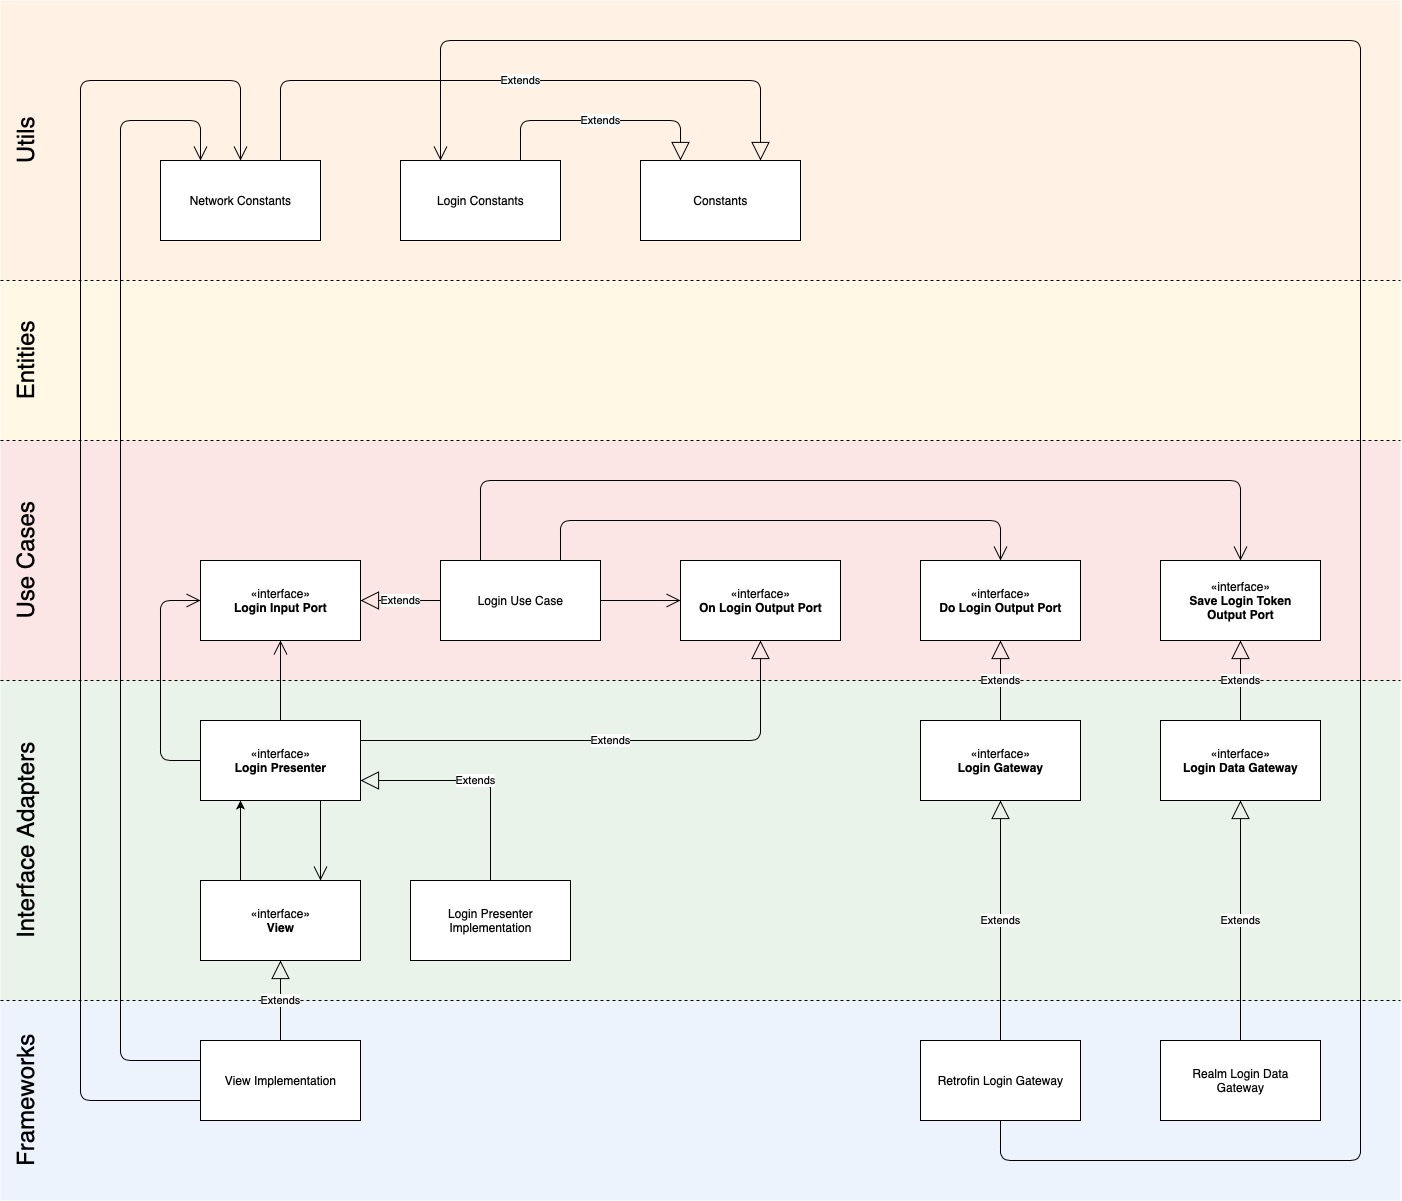 Utils
Extends
Extends
Network Constants
Login Constants
Constants
Entities
Use Cases
«interface»
Login Input Port
Extends
Login Use Case
«interface»
On Login Output Port
«interface»
Do Login Output Port
«interface»
Save Login Token
Output Port
Extends
Extends
Interface Adapters
«interface»
Login Presenter
Extends
Extends
«interface»
Login Gateway
«interface»
Login Data Gateway
«interface»
View
Login Presenter
Implementation
Extends
Extends
Extends
Frameworks
View Implementation
Retrofin Login Gateway
Realm Login Data
Gateway